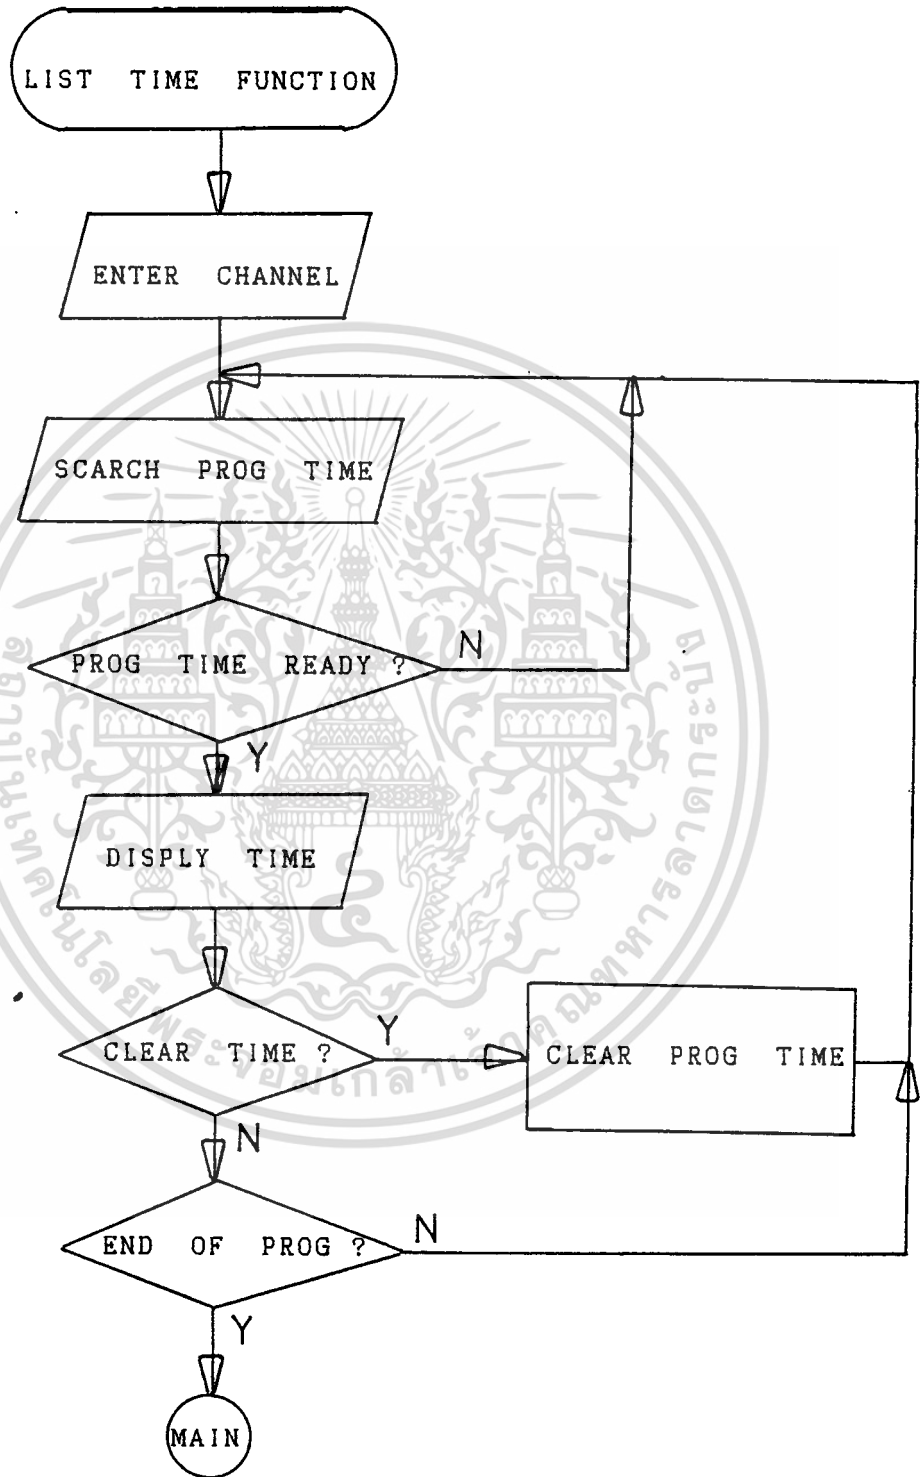 LIST TIME FUNCTION
ENTER CHANNEL
SCARCH PROG TIME
PROG TIME READY ?
N
Y
DISPLY TIME
CLEAR TIME ?
Y
CLEAR PROG TIME
N
END OF PROG ?
N
Y
MAIN